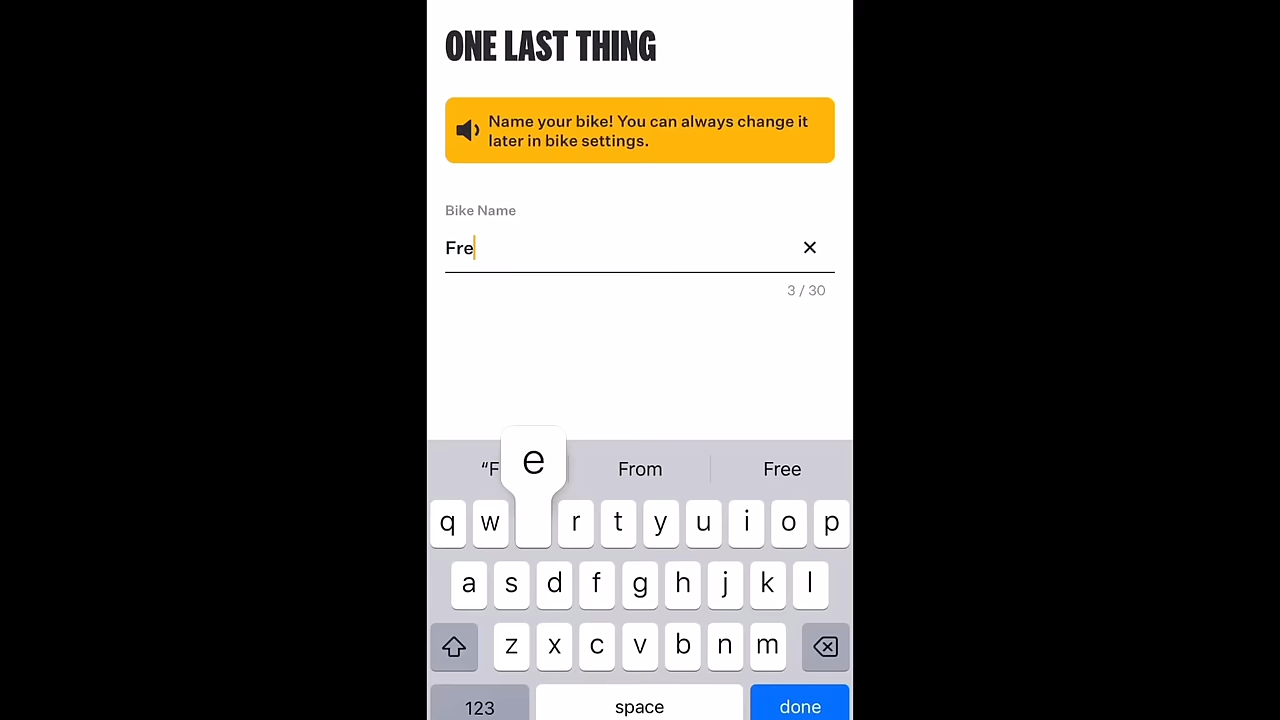 ONE LAST THING
Name your bike! You can always change it
later in bike settings.
Bike Name
Fre
3 / 30
“F
e
From
Free
q w r t y u i o p
a s d f g h j k l
z x c v b n m
123 space done